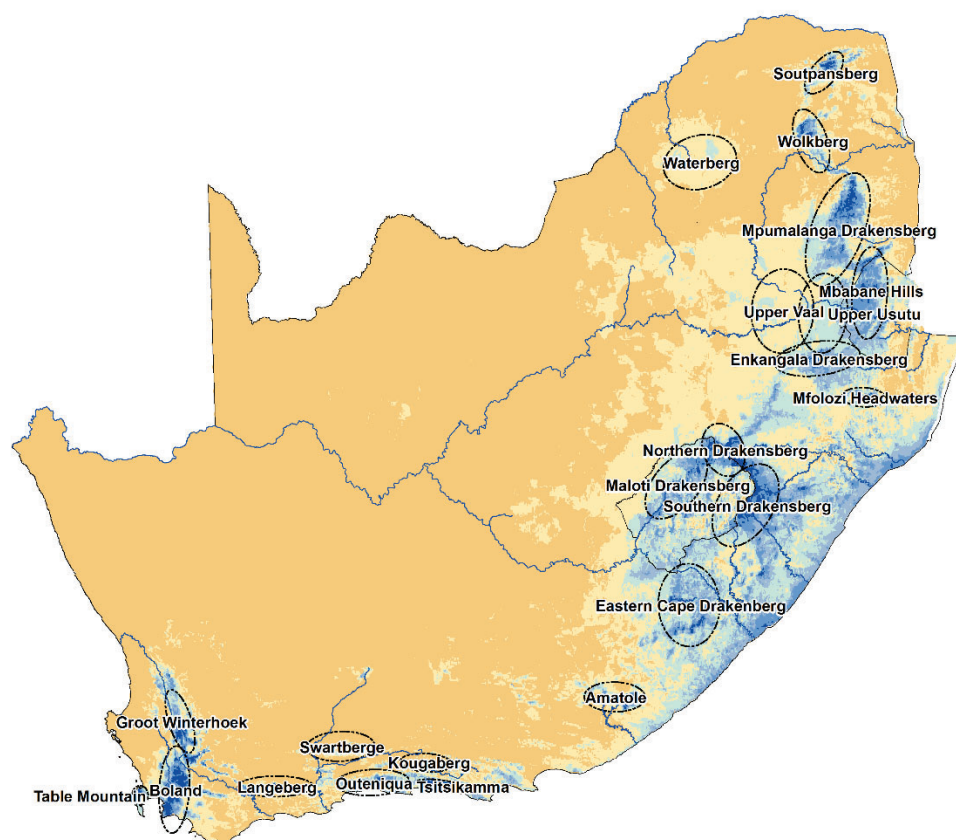 Soutpansberg
Wolkberg
Waterberg
Mpumalanga Drakensberg
Mbabane Hills
Upper Vaal
Upper Usutu
Enkangala Drakensberg
Mfolozi Headwaters
Northern Drakensberg
Maloti Drakensberg
Southern Drakensberg
Eastern Cape Drakenberg
Amatole
Groot Winterhoek
Swartberge
Kougaberg
Table Mountain
Boland
Langeberg
Outeniqua
Tsitsikamma